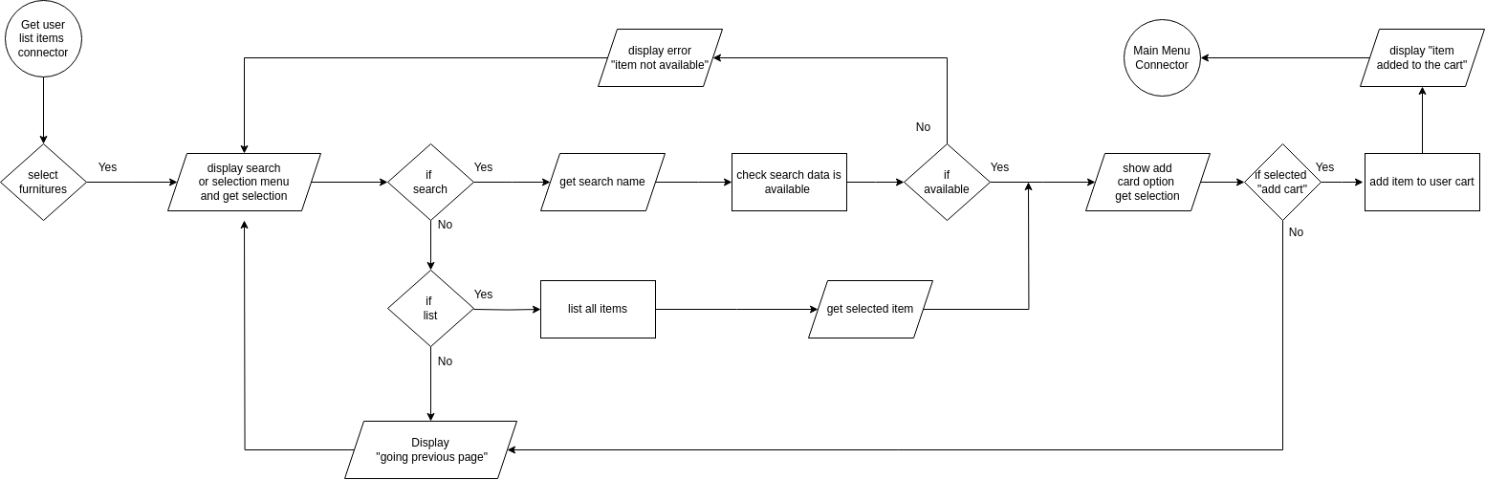 Get user
list items
connector
display error
"item not available"
Main Menu
Connector
display "item
added to the cart"
No
select
furnitures
Yes
display search
or selection menu
and get selection
if
search
Yes
get search name
check search data is
available
if
available
Yes
show add
card option
get selection
if selected
"add cart"
Yes
add item to user cart
No
No
if
list
Yes
list all items
get selected item
No
Display
"going previous page"